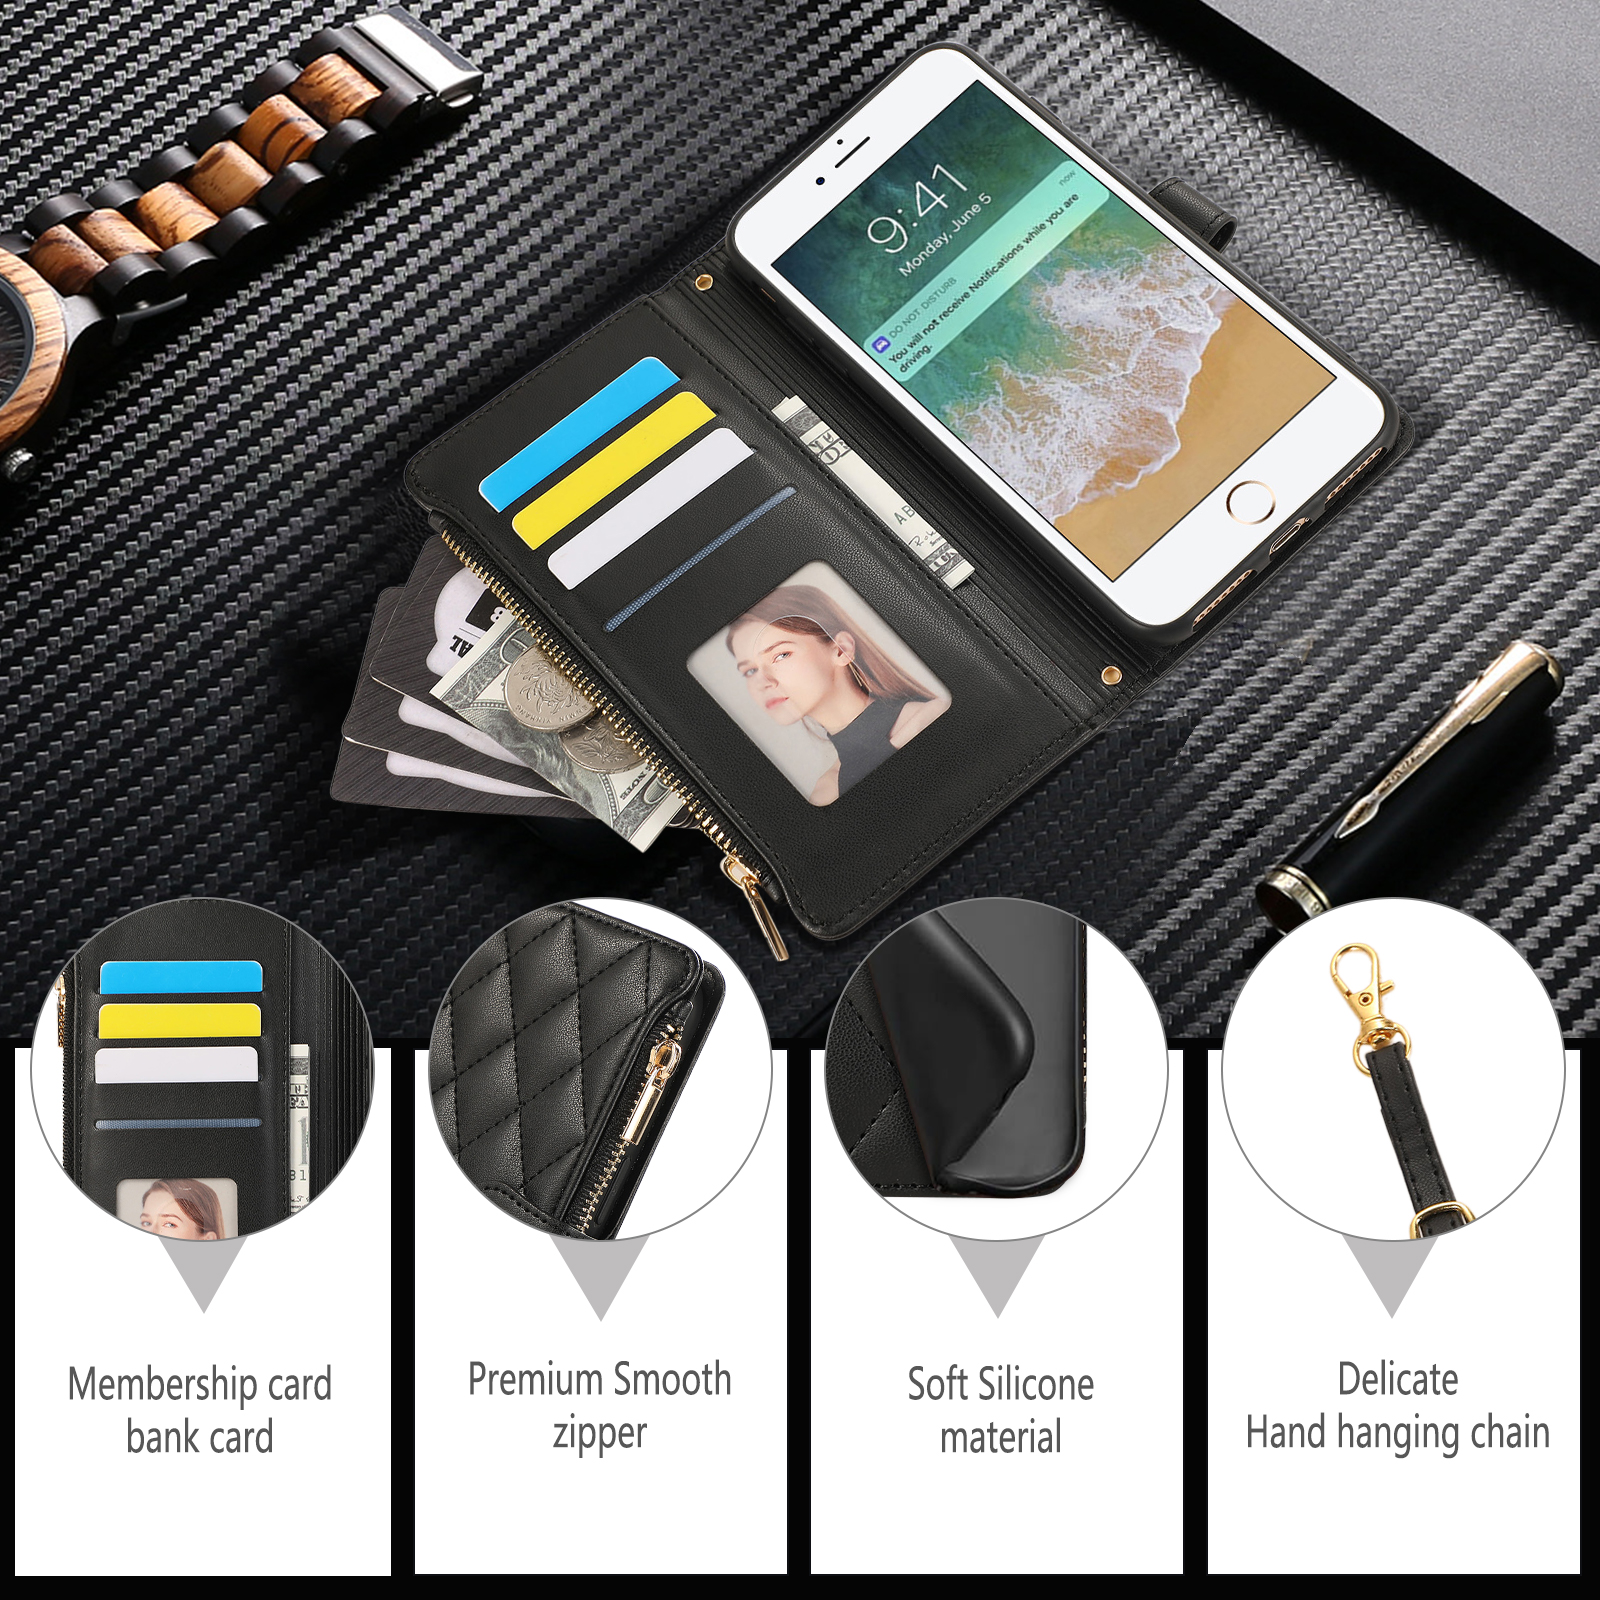 9:41
Monday, June 5
DO NOT DISTURB
now
You will not receive Notifications while you are
driving.
Membership card
bank card
Premium Smooth
zipper
Soft Silicone
material
Delicate
Hand hanging chain